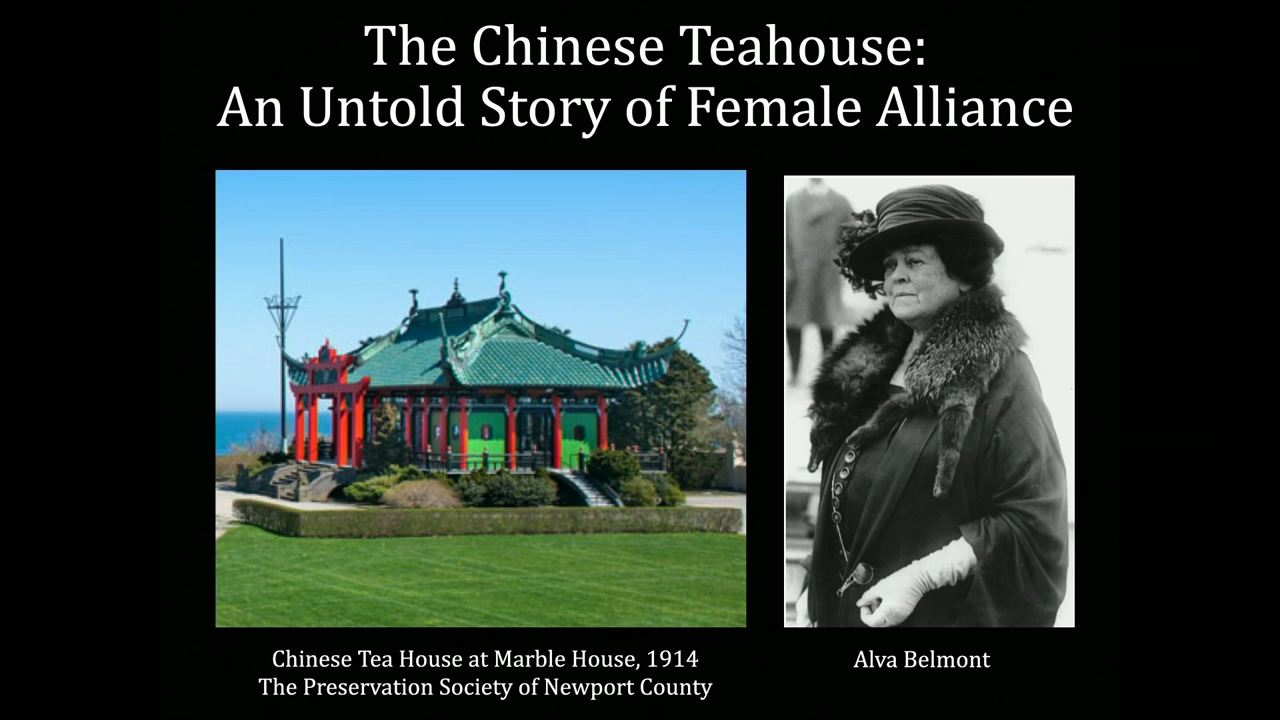 The Chinese Teahouse:
An Untold Story of Female Alliance
Chinese Tea House at Marble House, 1914
The Preservation Society of Newport County
Alva Belmont